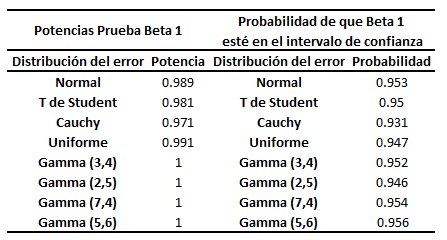 Potencias Prueba Beta 1
Probabilidad de que Beta 1
esté en el intervalo de confianza
Distribución del error Potencia Distribución del error Probabilidad
Normal 0.989 Normal 0.953
T de Student 0.981 T de Student 0.95
Cauchy 0.971 Cauchy 0.931
Uniforme 0.991 Uniforme 0.947
Gamma (3,4) 1 Gamma (3,4) 0.952
Gamma (2,5) 1 Gamma (2,5) 0.946
Gamma (7,4) 1 Gamma (7,4) 0.954
Gamma (5,6) 1 Gamma (5,6) 0.956